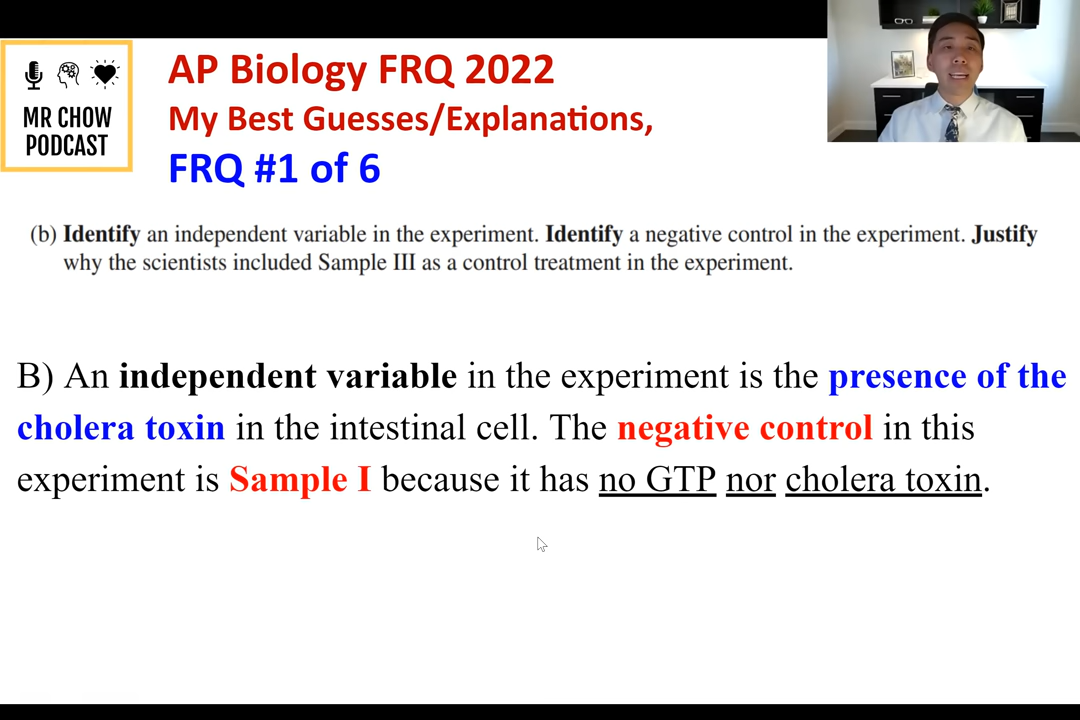 MR CHOW
PODCAST
AP Biology FRQ 2022
My Best Guesses/Explanations,
FRQ #1 of 6
(b) Identify an independent variable in the experiment. Identify a negative control in the experiment. Justify
why the scientists included Sample III as a control treatment in the experiment.
B) An independent variable in the experiment is the presence of the
cholera toxin in the intestinal cell. The negative control in this
experiment is Sample I because it has no GTP nor cholera toxin.